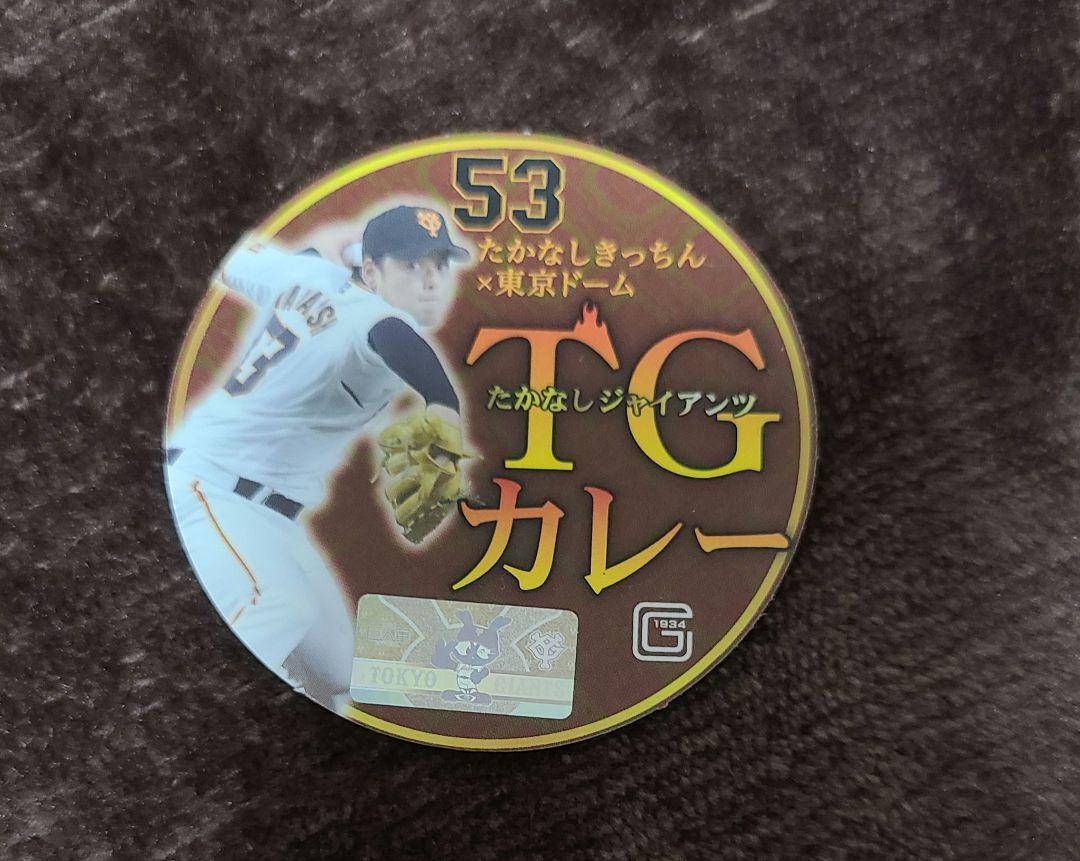 53
たかなしきっちん
×東京ドーム
TG
たかなしジャイアンツ
カレー
1934
G
TOKYO GIANTS